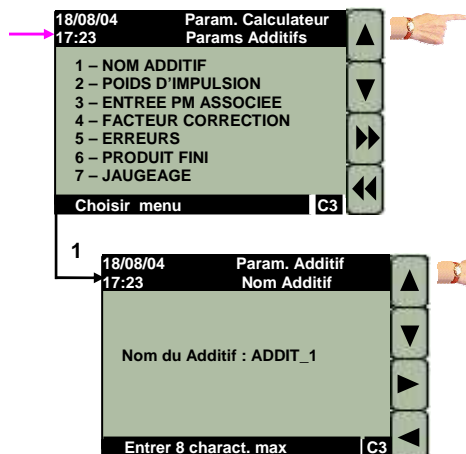 18/08/04 Param. Calculateur
17:23 Params Additifs
1 – NOM ADDITIF
2 – POIDS D'IMPULSION
3 – ENTREE PM ASSOCIEE
4 – FACTEUR CORRECTION
5 – ERREURS
6 – PRODUIT FINI
7 – JAUGEAGE
Choisir menu C3
1
18/08/04 Param. Additif
17:23 Nom Additif
Nom du Additif : ADDIT_1
Entrer 8 charact. max C3